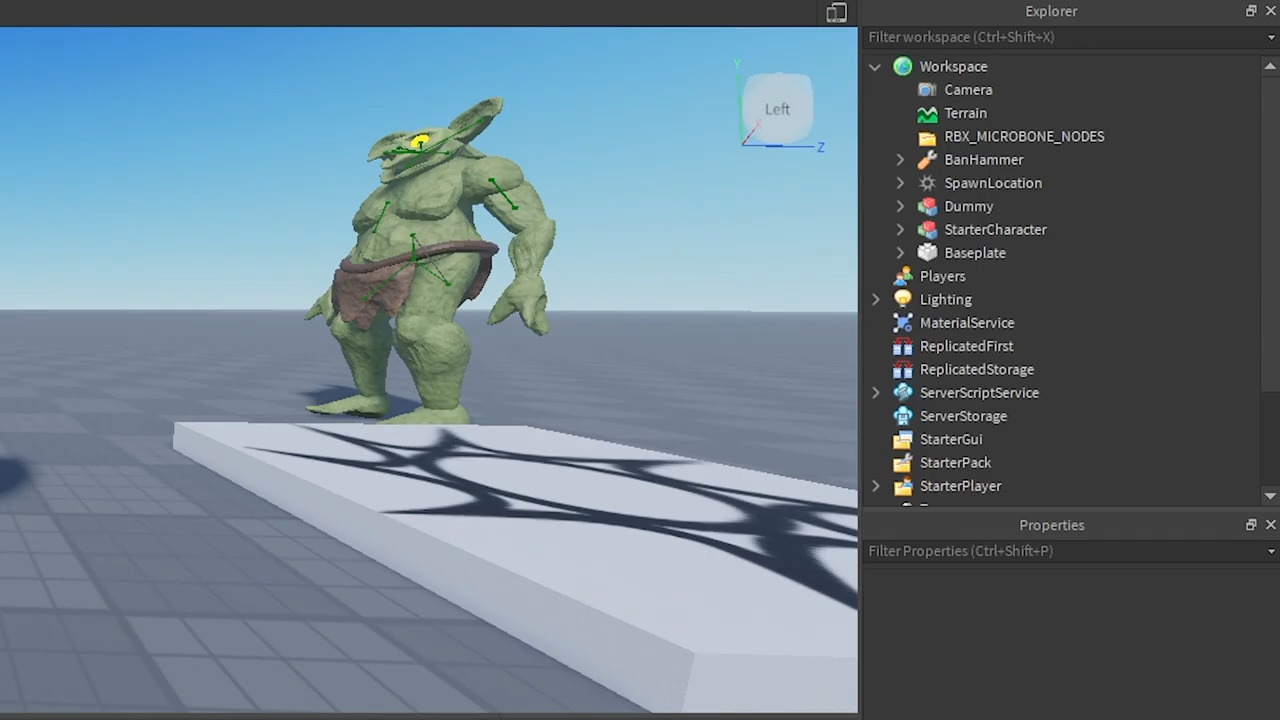 Explorer
Filter workspace (Ctrl+Shift+X)
Y
Left
Z
Workspace
Camera
Terrain
RBX_MICROBONE_NODES
BanHammer
SpawnLocation
Dummy
StarterCharacter
Baseplate
Players
Lighting
MaterialService
ReplicatedFirst
ReplicatedStorage
ServerScriptService
ServerStorage
StarterGui
StarterPack
StarterPlayer
Properties
Filter Properties (Ctrl+Shift+P)